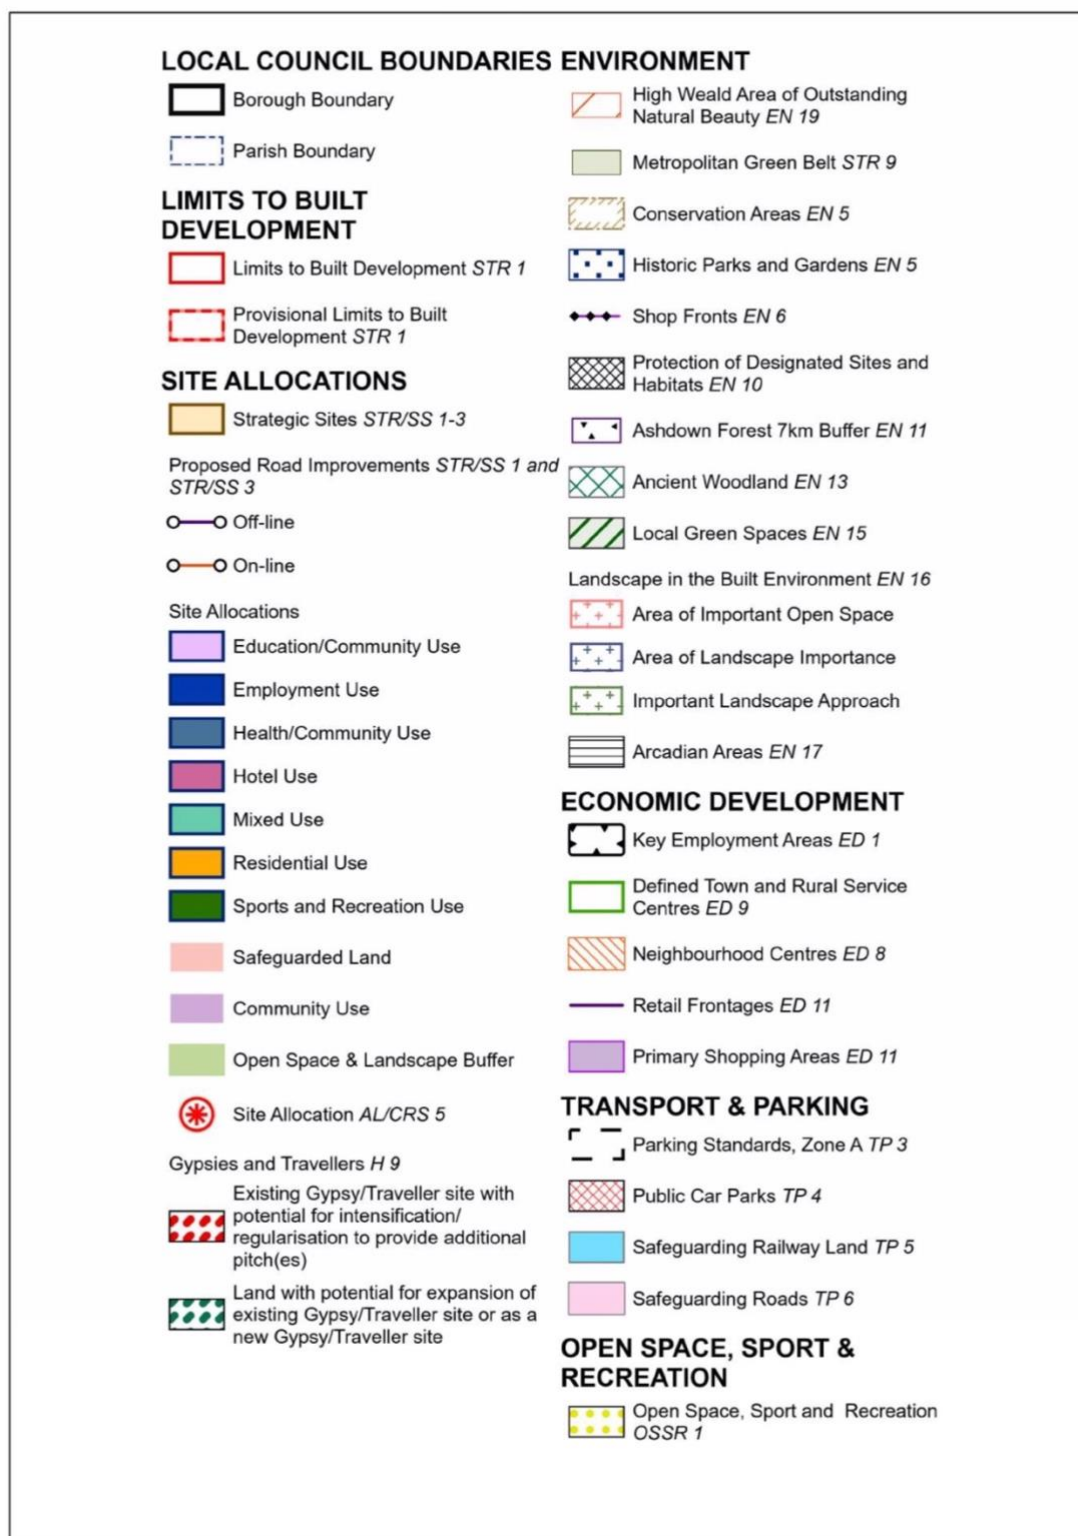 LOCAL COUNCIL BOUNDARIES
Borough Boundary
Parish Boundary
LIMITS TO BUILT
DEVELOPMENT
Limits to Built Development STR 1
Provisional Limits to Built
Development STR 1
SITE ALLOCATIONS
Strategic Sites STR/SS 1-3
Proposed Road Improvements STR/SS 1 and
STR/SS 3
Off-line
On-line
Site Allocations
Education/Community Use
Employment Use
Health/Community Use
Hotel Use
Mixed Use
Residential Use
Sports and Recreation Use
Safeguarded Land
Community Use
Open Space & Landscape Buffer
Site Allocation AL/CRS 5
Gypsies and Travellers H 9
Existing Gypsy/Traveller site with
potential for intensification/
regularisation to provide additional
pitch(es)
Land with potential for expansion of
existing Gypsy/Traveller site or as a
new Gypsy/Traveller site
ENVIRONMENT
High Weald Area of Outstanding
Natural Beauty EN 19
Metropolitan Green Belt STR 9
Conservation Areas EN 5
Historic Parks and Gardens EN 5
Shop Fronts EN 6
Protection of Designated Sites and
Habitats EN 10
Ashdown Forest 7km Buffer EN 11
Ancient Woodland EN 13
Local Green Spaces EN 15
Landscape in the Built Environment EN 16
Area of Important Open Space
Area of Landscape Importance
Important Landscape Approach
Arcadian Areas EN 17
ECONOMIC DEVELOPMENT
Key Employment Areas ED 1
Defined Town and Rural Service
Centres ED 9
Neighbourhood Centres ED 8
Retail Frontages ED 11
Primary Shopping Areas ED 11
TRANSPORT & PARKING
Parking Standards, Zone A TP 3
Public Car Parks TP 4
Safeguarding Railway Land TP 5
Safeguarding Roads TP 6
OPEN SPACE, SPORT &
RECREATION
Open Space, Sport and Recreation
OSSR 1